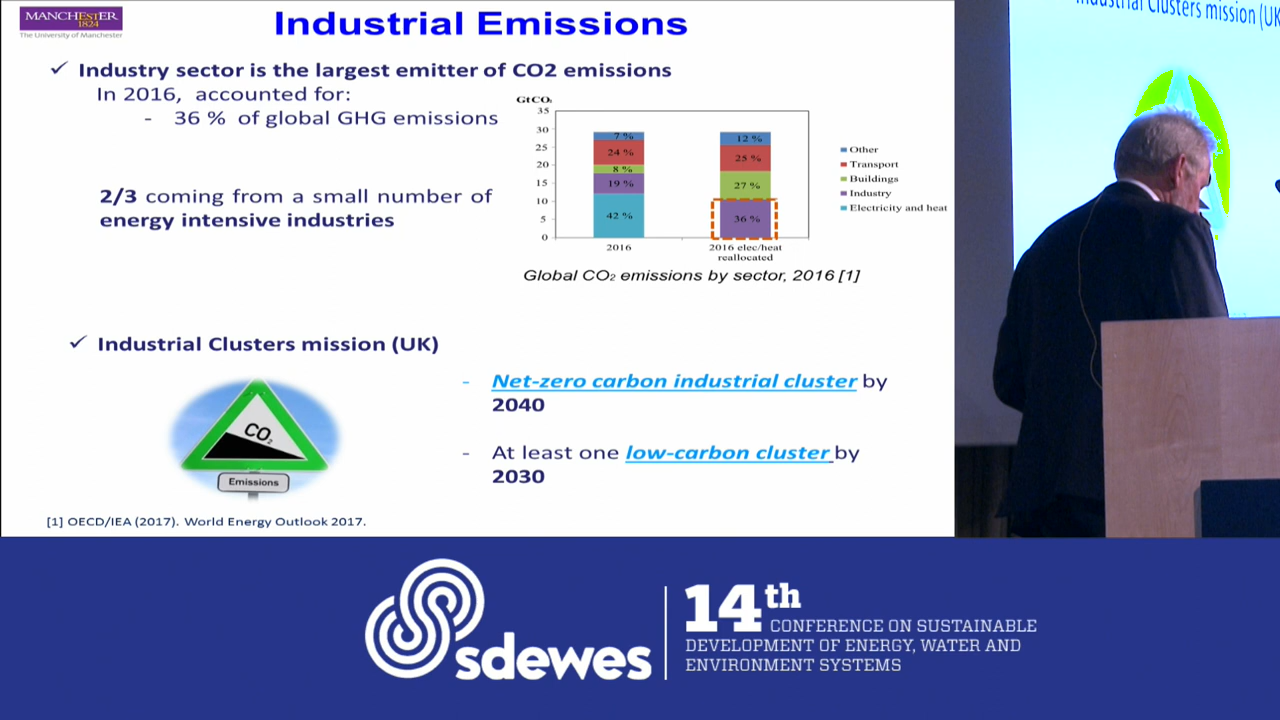 MANCHESTER
1824
The University of Manchester
Industrial Emissions
✓ Industry sector is the largest emitter of CO2 emissions
In 2016, accounted for:
- 36 % of global GHG emissions
2/3 coming from a small number of
energy intensive industries
GtCO₂
35
30
25
20
15
10
5
0
7 %
24 %
8 %
19 %
42 %
12 %
25 %
27 %
36 %
2016
2016 elec/heat
reallocated
Other
Transport
Buildings
Industry
Electricity and heat
Global CO₂ emissions by sector, 2016 [1]
✓ Industrial Clusters mission (UK)
- Net-zero carbon industrial cluster by
2040
- At least one low-carbon cluster by
2030
CO₂
Emissions
[1] OECD/IEA (2017). World Energy Outlook 2017.
Industrial Clusters mission (UK
sdewes
14th
CONFERENCE ON SUSTAINABLE
DEVELOPMENT OF ENERGY, WATER AND
ENVIRONMENT SYSTEMS